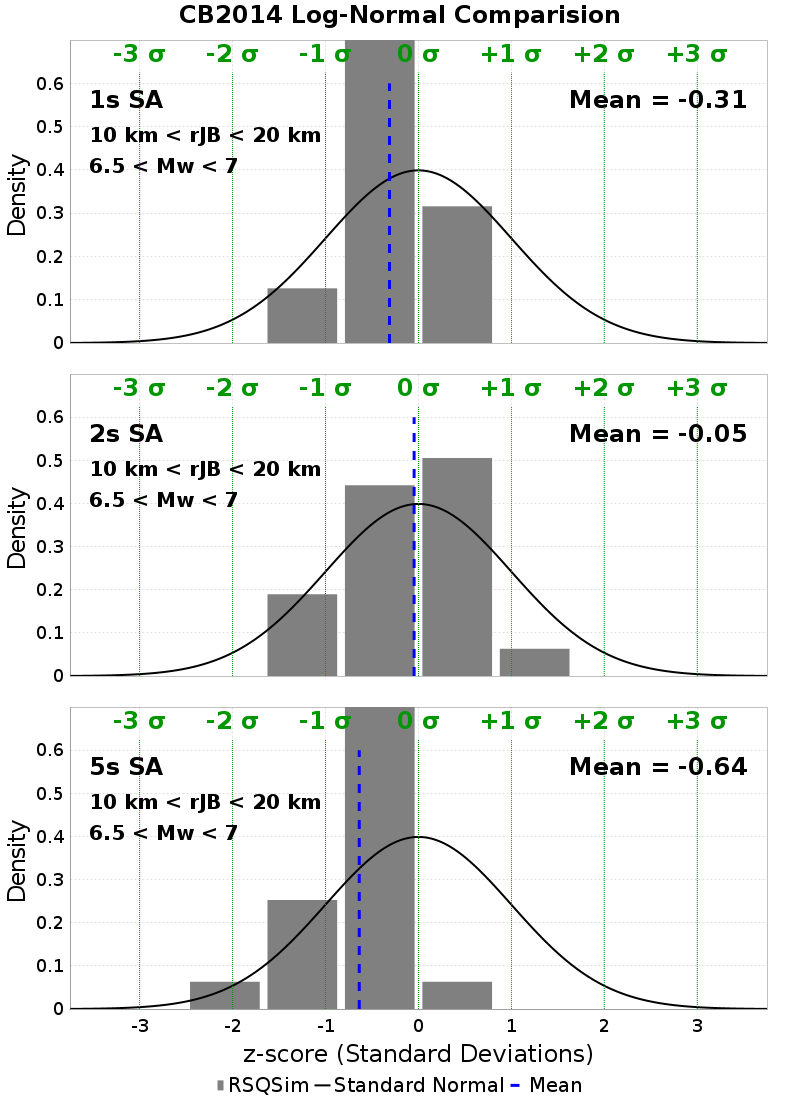 CB2014 Log-Normal Comparision
-3 σ -2 σ -1 σ 0 σ +1 σ +2 σ +3 σ
1s SA Mean = -0.31
10 km < rJB < 20 km
6.5 < Mw < 7
Density
0.6
0.5
0.4
0.3
0.2
0.1
0
-3 σ -2 σ -1 σ 0 σ +1 σ +2 σ +3 σ
2s SA Mean = -0.05
10 km < rJB < 20 km
6.5 < Mw < 7
Density
0.6
0.5
0.4
0.3
0.2
0.1
0
-3 σ -2 σ -1 σ 0 σ +1 σ +2 σ +3 σ
5s SA Mean = -0.64
10 km < rJB < 20 km
6.5 < Mw < 7
Density
0.6
0.5
0.4
0.3
0.2
0.1
0
-3 -2 -1 0 1 2 3
z-score (Standard Deviations)
RSQSim Standard Normal Mean